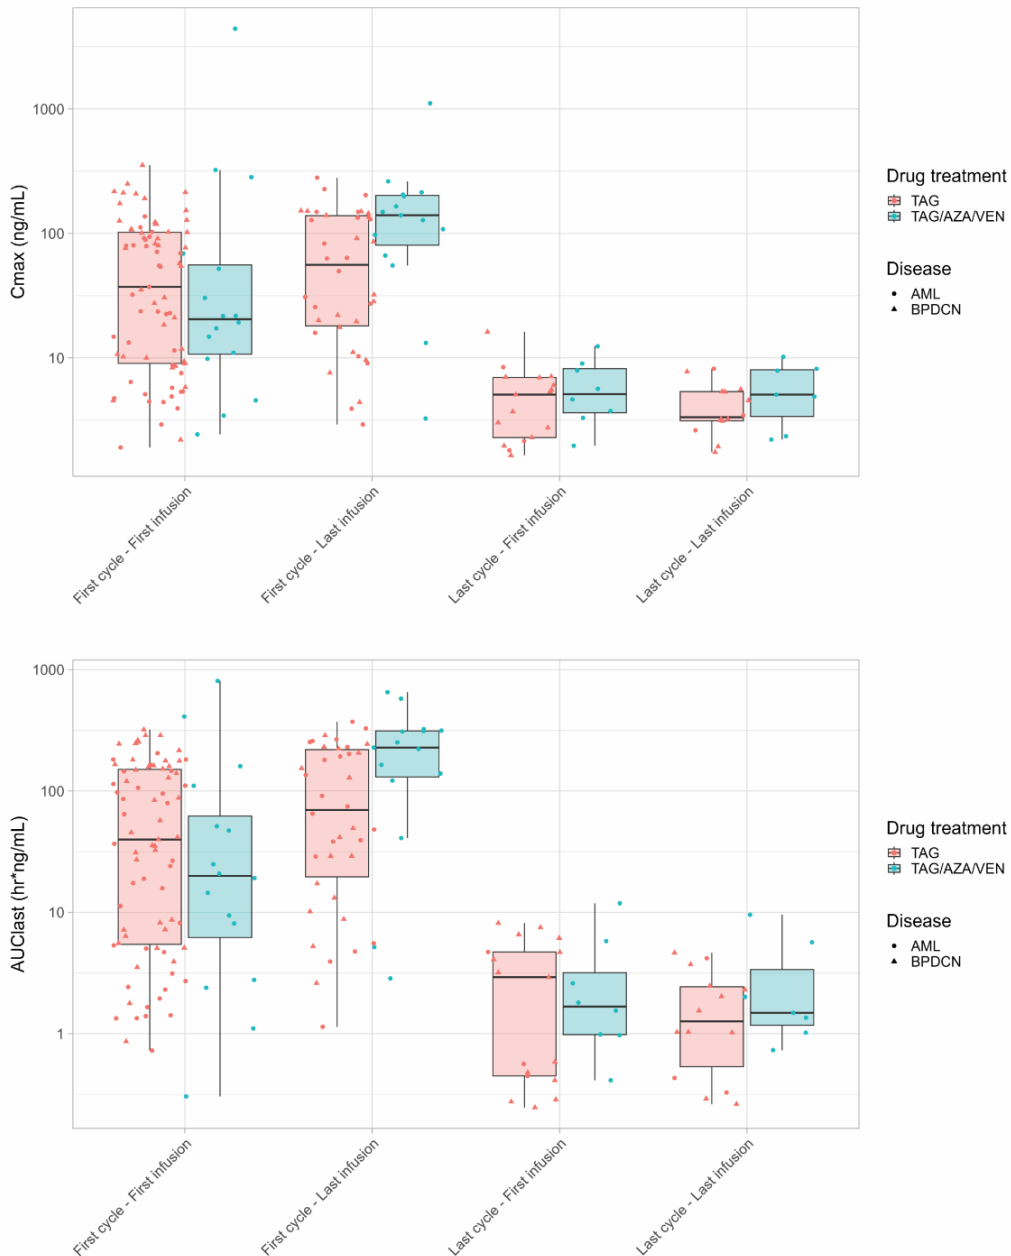 1000
100
10
Cmax (ng/mL)
First cycle - First infusion
First cycle - Last infusion
Last cycle - First infusion
Last cycle - Last infusion
Drug treatment
TAG
TAG/AZA/VEN
Disease
AML
BPDCN
1000
100
10
1
AUClast (hr*ng/mL)
First cycle - First infusion
First cycle - Last infusion
Last cycle - First infusion
Last cycle - Last infusion
Drug treatment
TAG
TAG/AZA/VEN
Disease
AML
BPDCN